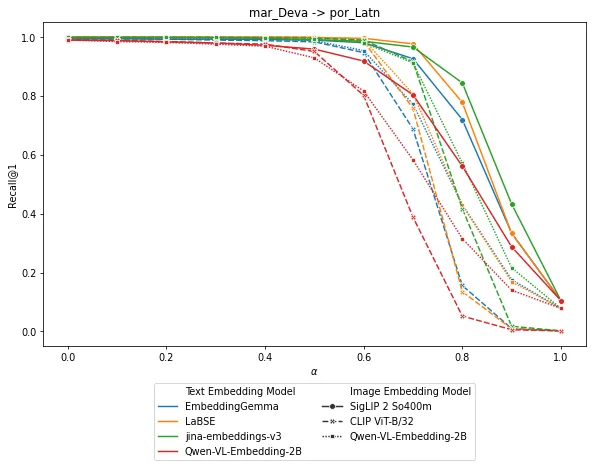 mar_Deva -> por_Latn
1.0
0.8
0.6
0.4
0.2
0.0
Recall@1
0.0 0.2 0.4 0.6 0.8 1.0
α
Text Embedding Model Image Embedding Model
EmbeddingGemma SigLIP 2 So400m
LaBSE CLIP ViT-B/32
jina-embeddings-v3 Qwen-VL-Embedding-2B
Qwen-VL-Embedding-2B